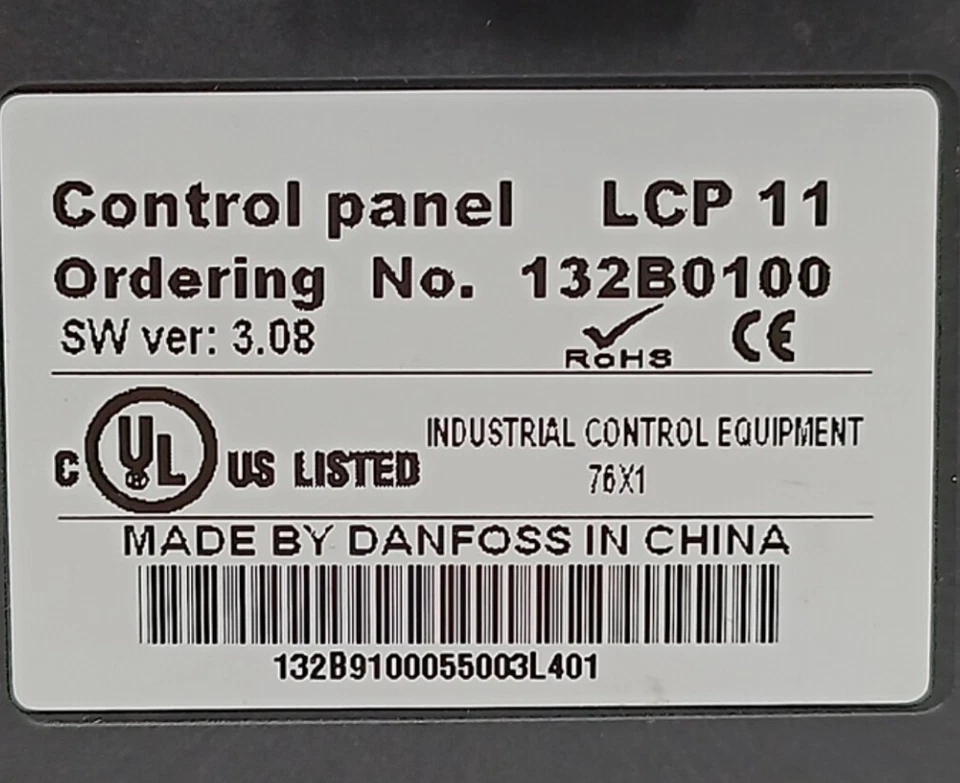 Control panel LCP 11
Ordering No. 132B0100
SW ver: 3.08
RoHS CE
C UL US LISTED
INDUSTRIAL CONTROL EQUIPMENT
76X1
MADE BY DANFOSS IN CHINA
132B9100055003L401